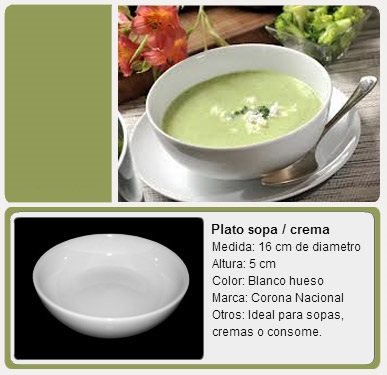 Plato sopa / crema
Medida: 16 cm de diametro
Altura: 5 cm
Color: Blanco hueso
Marca: Corona Nacional
Otros: Ideal para sopas,
cremas o consome.